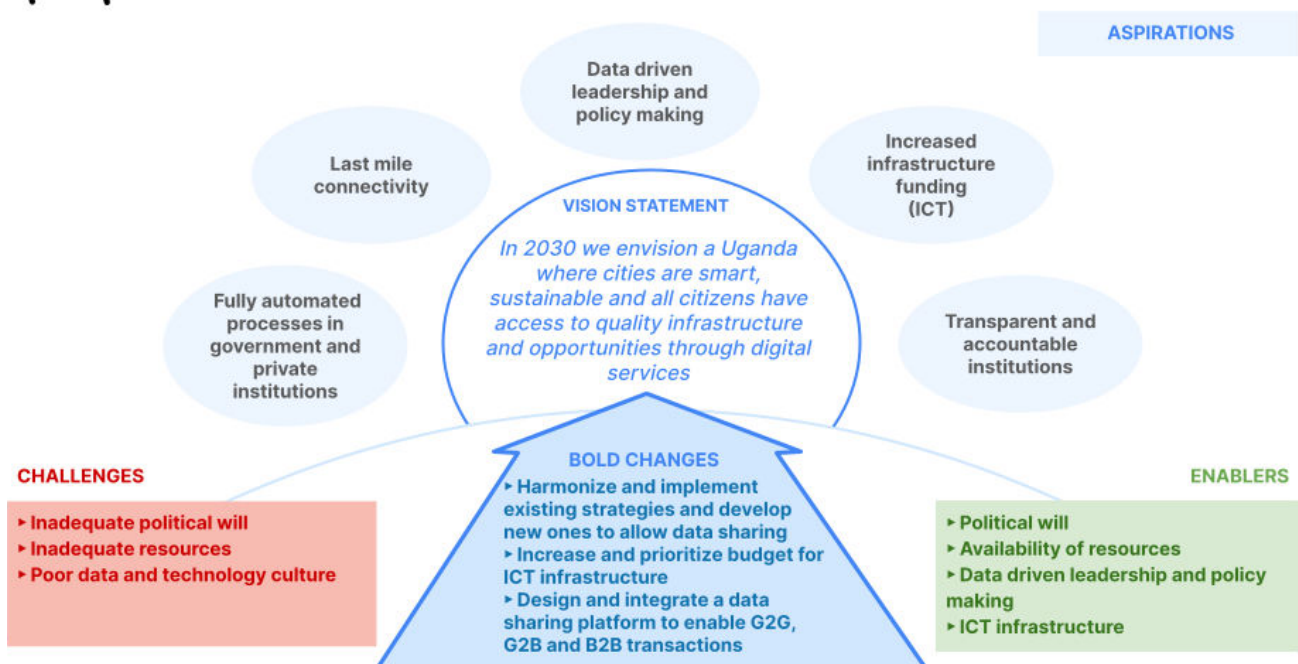 ASPIRATIONS
Data driven
leadership and
policy making
Last mile
connectivity
Increased
infrastructure
funding
(ICT)
Fully automated
processes in
government and
private
institutions
VISION STATEMENT
In 2030 we envision a Uganda
where cities are smart,
sustainable and all citizens have
access to quality infrastructure
and opportunities through digital
services
Transparent and
accountable
institutions
CHALLENGES
▸ Inadequate political will
▸ Inadequate resources
▸ Poor data and technology culture
BOLD CHANGES
▸ Harmonize and implement
existing strategies and develop
new ones to allow data sharing
▸ Increase and prioritize budget for
ICT infrastructure
▸ Design and integrate a data
sharing platform to enable G2G,
G2B and B2B transactions
ENABLERS
▸ Political will
▸ Availability of resources
▸ Data driven leadership and policy
making
▸ ICT infrastructure